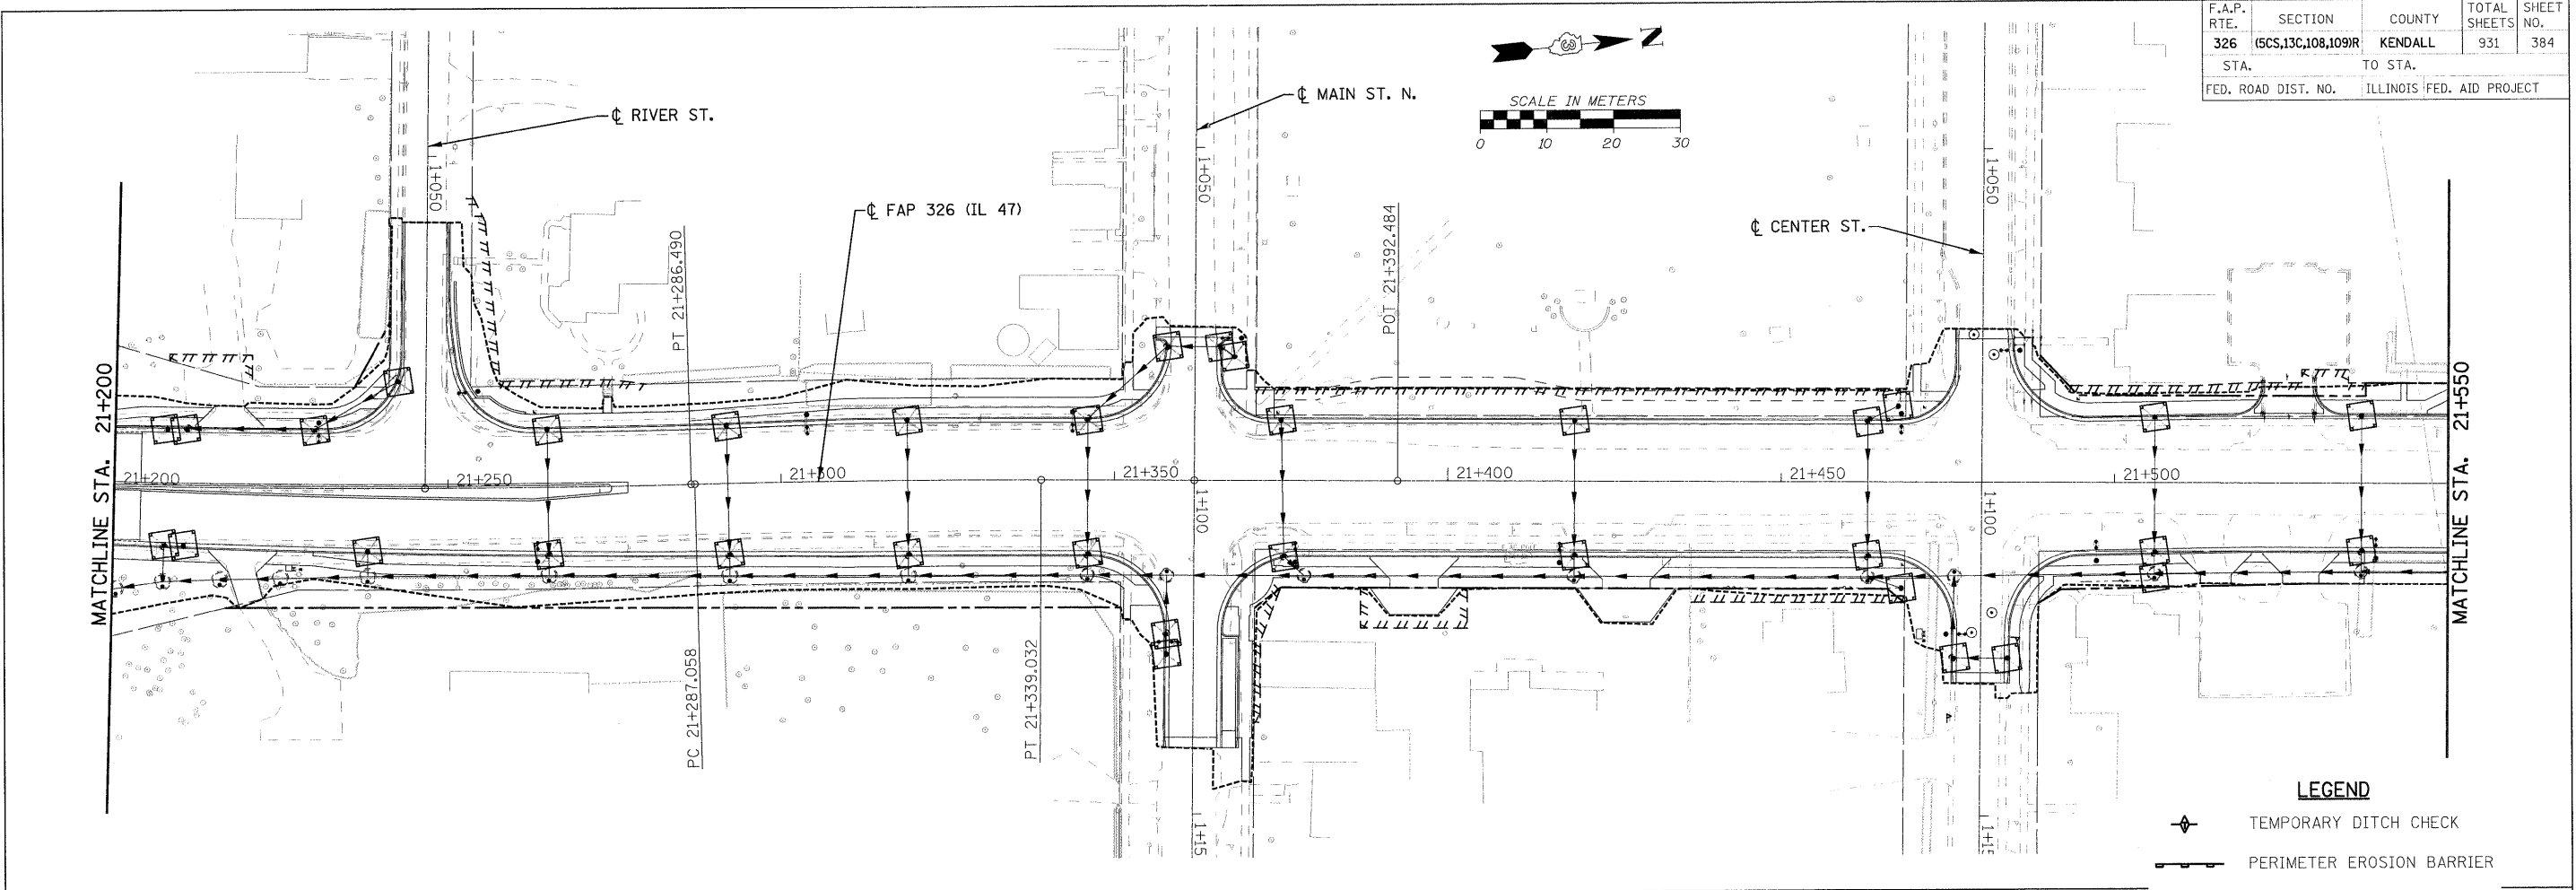 F.A.P. RTE. SECTION COUNTY TOTAL SHEETS SHEET NO.
326 (5CS,13C,108,109)R KENDALL 931 384
STA. TO STA.
FED. ROAD DIST. NO. ILLINOIS FED. AID PROJECT
N
SCALE IN METERS
0 10 20 30
℄ RIVER ST.
℄ MAIN ST. N.
℄ FAP 326 (IL 47)
℄ CENTER ST.
1+050
1+050
1+050
PT 21+286.490
POT 21+392.484
MATCHLINE STA. 21+200
21+200
21+250
21+300
21+350
21+400
21+450
21+500
MATCHLINE STA. 21+550
1+100
1+100
PC 21+287.058
PT 21+339.032
1+15
1+15
LEGEND
TEMPORARY DITCH CHECK
PERIMETER EROSION BARRIER